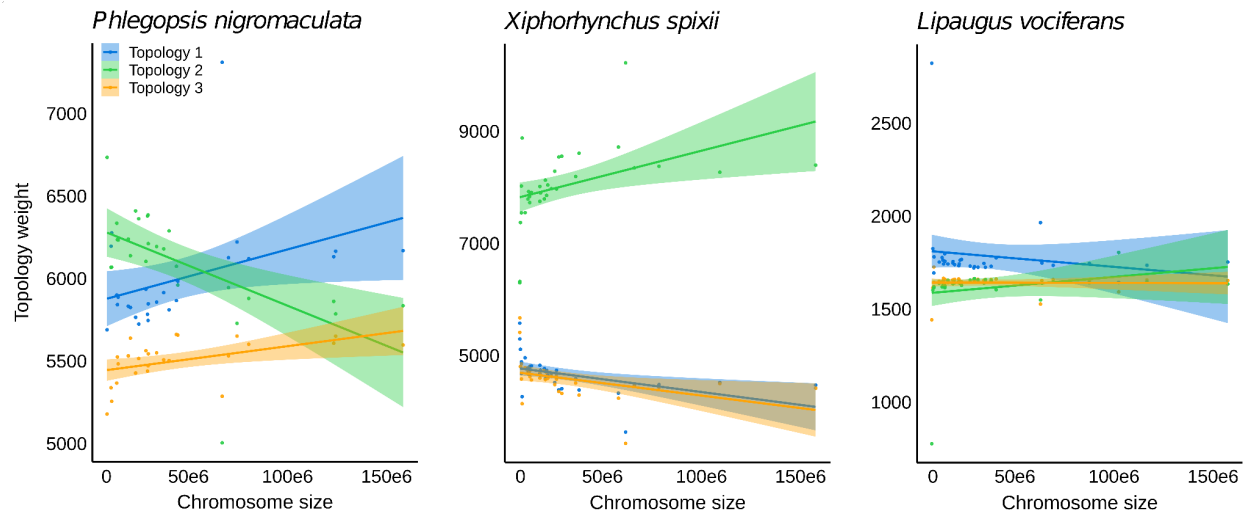 Phlegopsis nigromaculata
Xiphorhynchus spixii
Lipaugus vociferans
Topology 1
Topology 2
Topology 3
Topology weight
7000
6500
6000
5500
5000
0 50e6 100e6 150e6
Chromosome size
9000
7000
5000
0 50e6 100e6 150e6
Chromosome size
2500
2000
1500
1000
0 50e6 100e6 150e6
Chromosome size